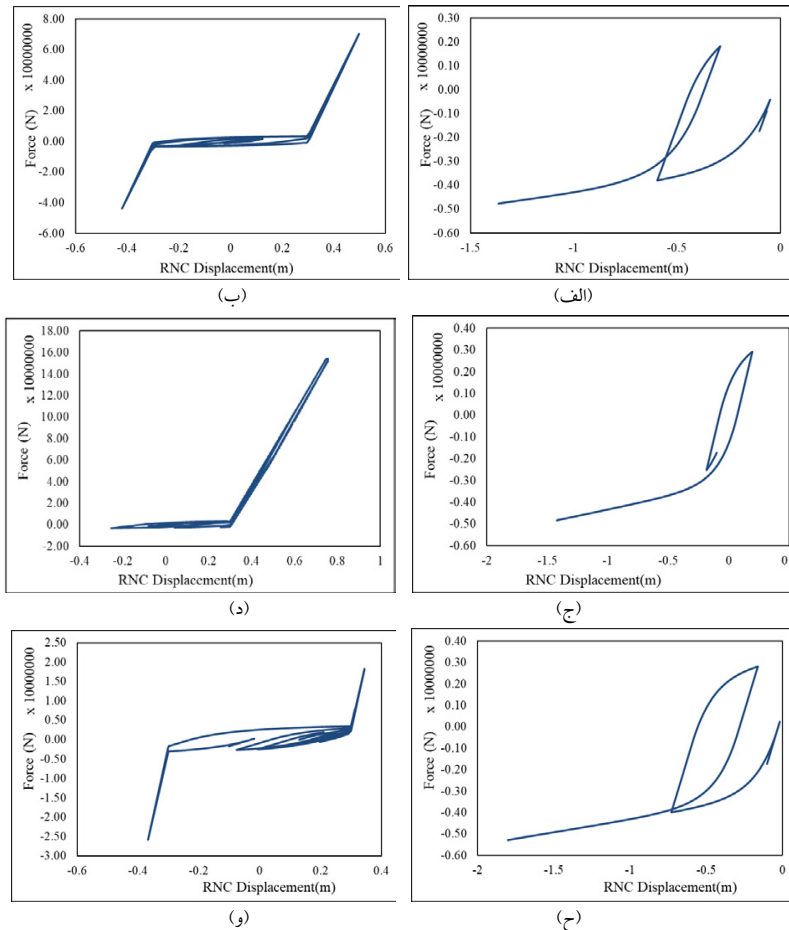 0.30
0.20
0.10
0.00
-0.10
-0.20
-0.30
-0.40
-0.50
0.60
Force (N)
x 10000000
-1.5 -1 -0.5 0
RNC Displacement(m)
(الف)
8.00
6.00
4.00
2.00
0.00
-2.00
-4.00
-6.00
Force (N)
x 10000000
-0.6 -0.4 -0.2 0 0.2 0.4 0.6
RNC Displacement(m)
(ب)
0.40
0.30
0.20
0.10
0.00
-0.10
-0.20
-0.30
-0.40
-0.50
-0.60
Force (N)
x 10000000
-2 -1.5 -1 -0.5 0 0.5
RNC Displacement(m)
(ج)
18.00
16.00
14.00
12.00
10.00
8.00
6.00
4.00
2.00
0.00
-2.00
Force (N)
x 10000000
-0.4 -0.2 0 0.2 0.4 0.6 0.8 1
RNC Displacement(m)
(د)
0.40
0.30
0.20
0.10
0.00
-0.10
-0.20
-0.30
-0.40
-0.50
-0.60
Force (N)
x 10000000
-2 -1.5 -1 -0.5 0
RNC Displacement(m)
(ح)
2.50
2.00
1.50
1.00
0.50
0.00
-0.50
-1.00
-1.50
-2.00
-2.50
-3.00
Force (N)
x 10000000
-0.6 -0.4 -0.2 0 0.2 0.4
RNC Displacement(m)
(و)